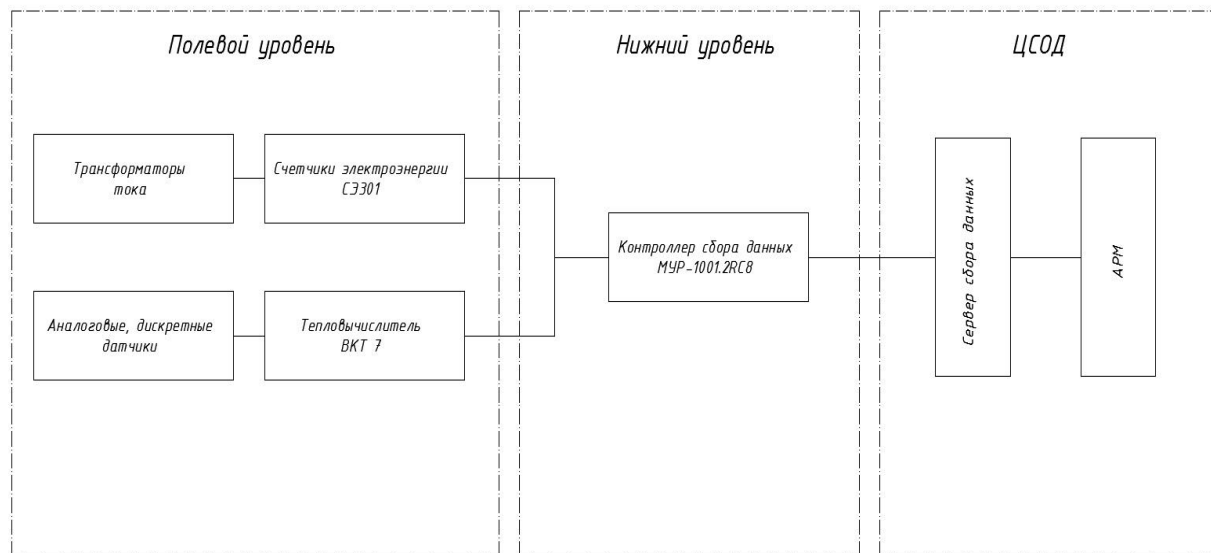 Полевой уровень
Нижний уровень
ЦСОД
Трансформаторы
тока
Счетчики электроэнергии
СЭ301
Аналоговые, дискретные
датчики
Тепловычислитель
ВКТ 7
Контроллер сбора данных
МУР-1001.2RC8
Сервер сбора данных
АРМ